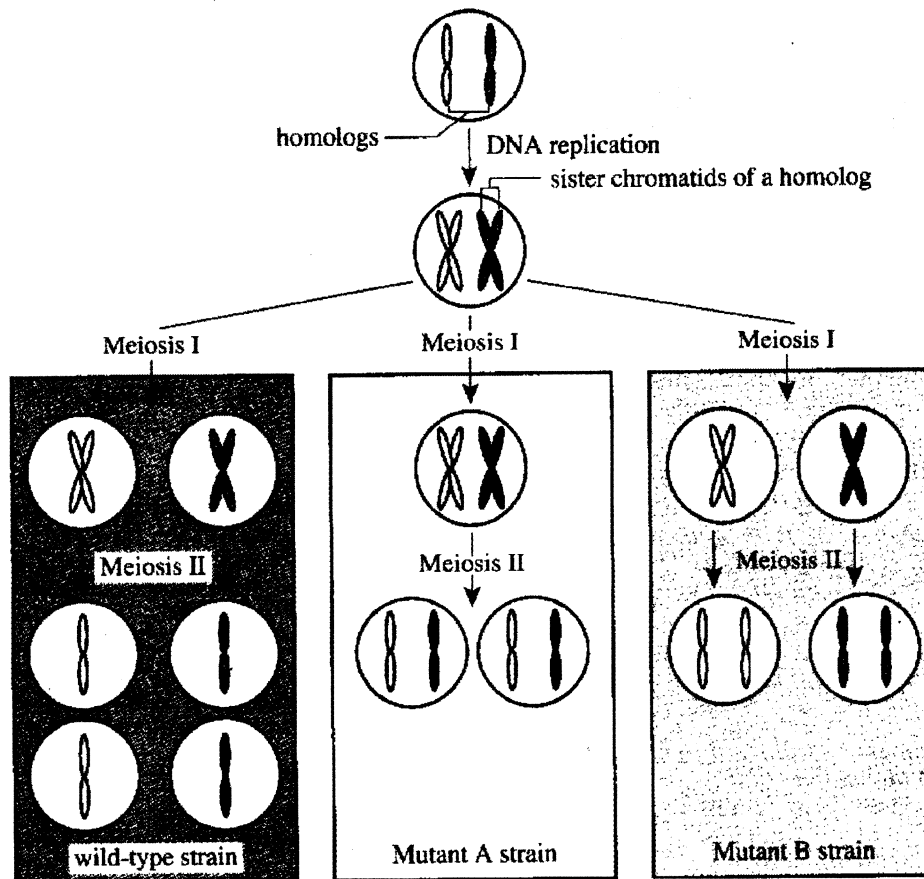 homologs
DNA replication
sister chromatids of a homolog
Meiosis I
Meiosis I
Meiosis I
Meiosis II
Meiosis II
Meiosis II
wild-type strain
Mutant A strain
Mutant B strain